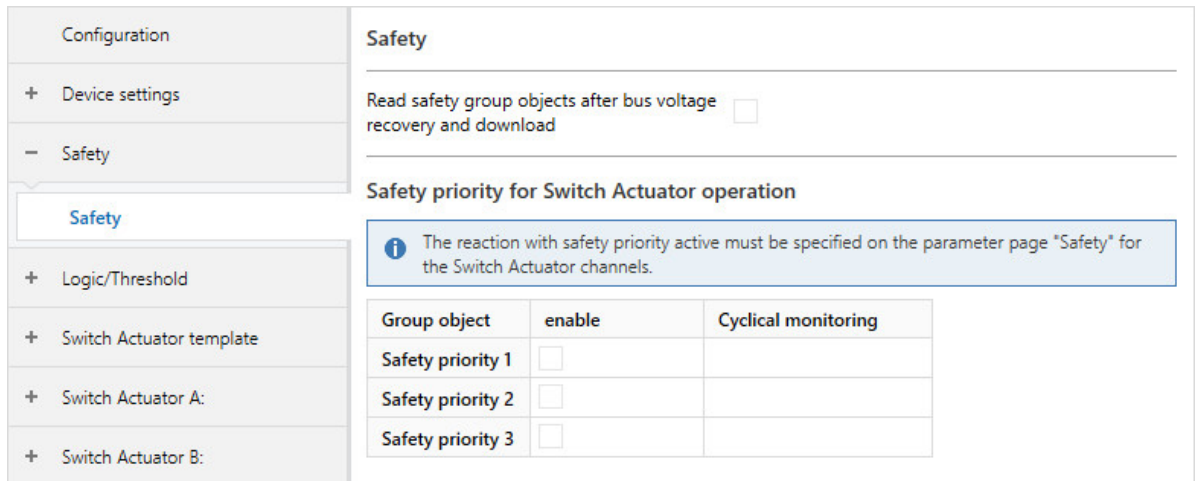 Configuration
+ Device settings
− Safety
Safety
+ Logic/Threshold
+ Switch Actuator template
+ Switch Actuator A:
+ Switch Actuator B:
Safety
Read safety group objects after bus voltage
recovery and download
Safety priority for Switch Actuator operation
The reaction with safety priority active must be specified on the parameter page "Safety" for
the Switch Actuator channels.
Group object enable Cyclical monitoring
Safety priority 1
Safety priority 2
Safety priority 3